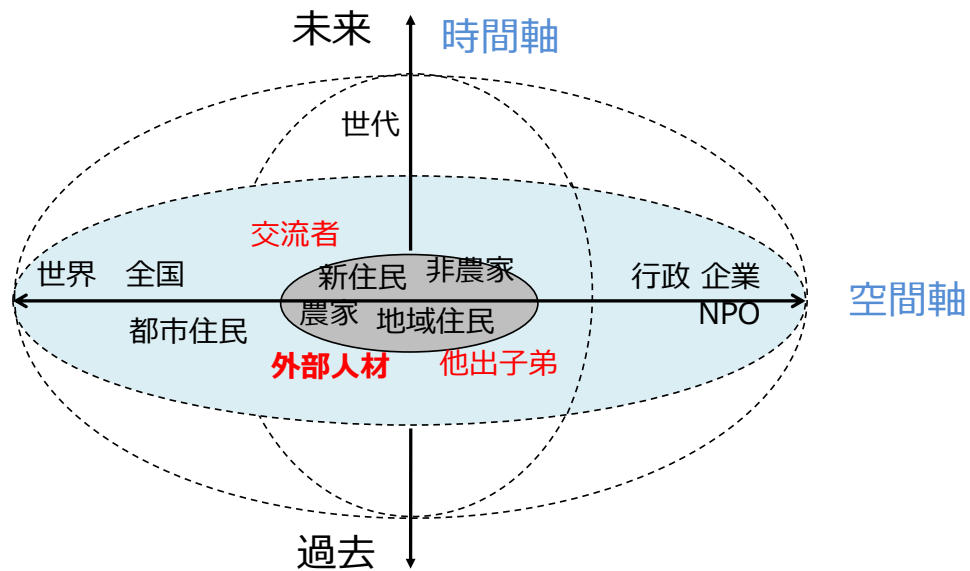 未来
時間軸
世代
交流者
世界 全国
新住民
非農家
行政 企業
空間軸
NPO
農家
地域住民
都市住民
外部人材
他出子弟
過去